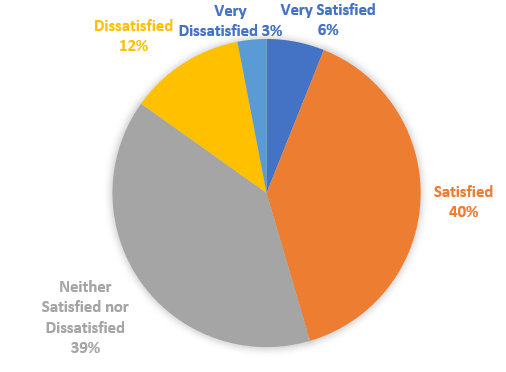 Very Satisfied
6%
Satisfied
40%
Neither
Satisfied nor
Dissatisfied
39%
Dissatisfied
12%
Very
Dissatisfied 3%